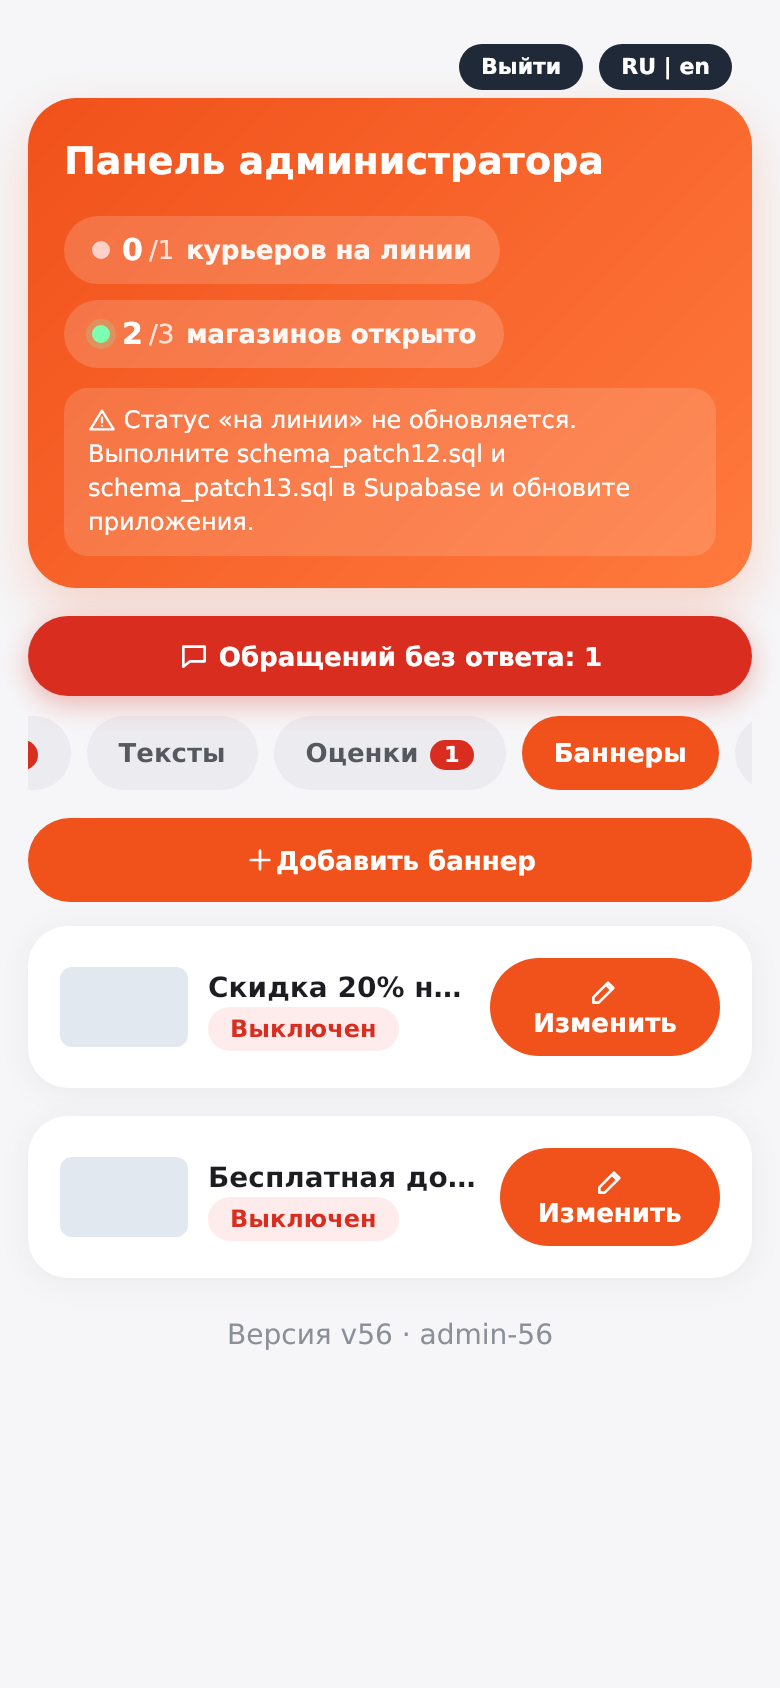 Выйти
RU | en
Панель администратора
0 /1 курьеров на линии
2 /3 магазинов открыто
Статус «на линии» не обновляется.
Выполните schema_patch12.sql и
schema_patch13.sql в Supabase и обновите
приложения.
Обращений без ответа: 1
Тексты
Оценки 1
Баннеры
+ Добавить баннер
Скидка 20% н...
Выключен
Изменить
Бесплатная до...
Выключен
Изменить
Версия v56 · admin-56